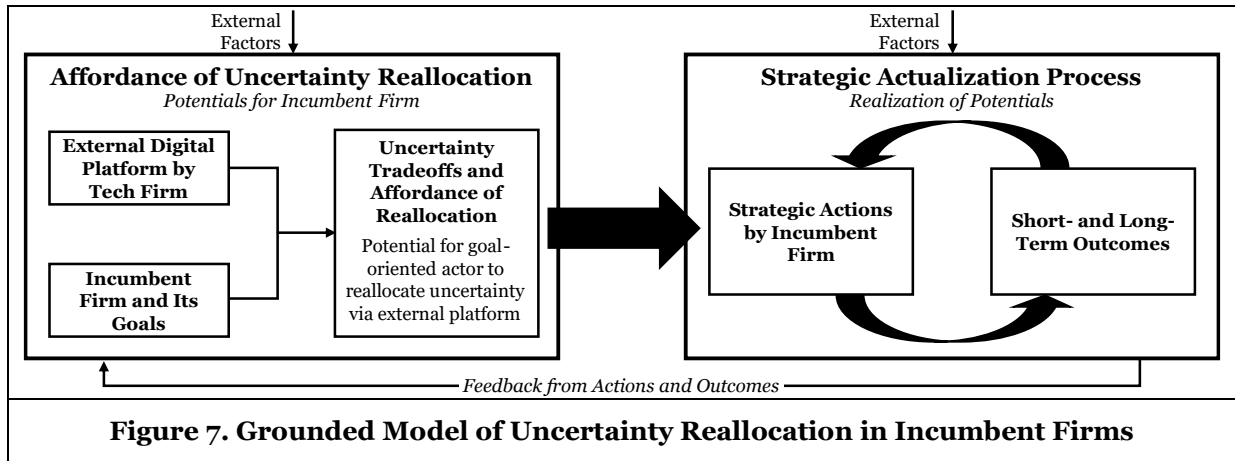 External
Factors
Affordance of Uncertainty Reallocation
Potentials for Incumbent Firm
External Digital
Platform by
Tech Firm
Incumbent
Firm and Its
Goals
Uncertainty
Tradeoffs and
Affordance of
Reallocation
Potential for goal-
oriented actor to
reallocate uncertainty
via external platform
External
Factors
Strategic Actualization Process
Realization of Potentials
Strategic Actions
by Incumbent
Firm
Short- and Long-
Term Outcomes
Feedback from Actions and Outcomes
Figure 7. Grounded Model of Uncertainty Reallocation in Incumbent Firms